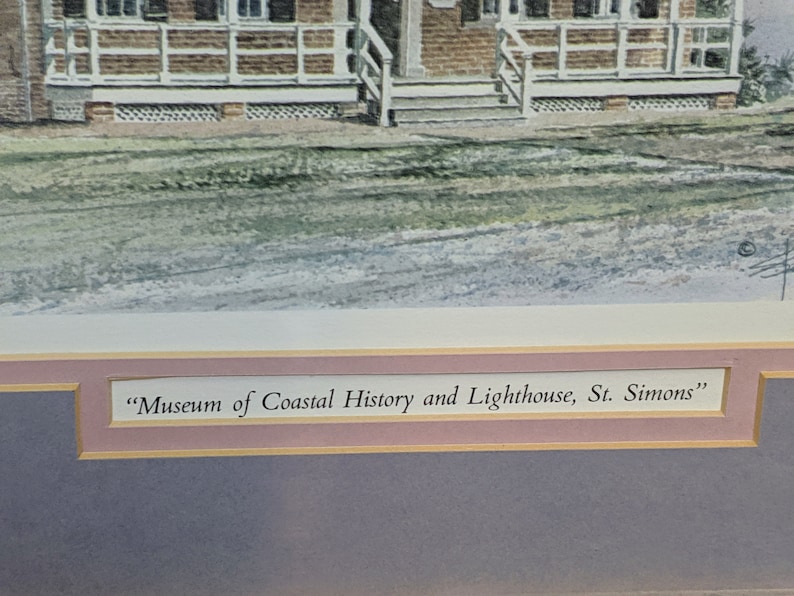 ©
“Museum of Coastal History and Lighthouse, St. Simons”